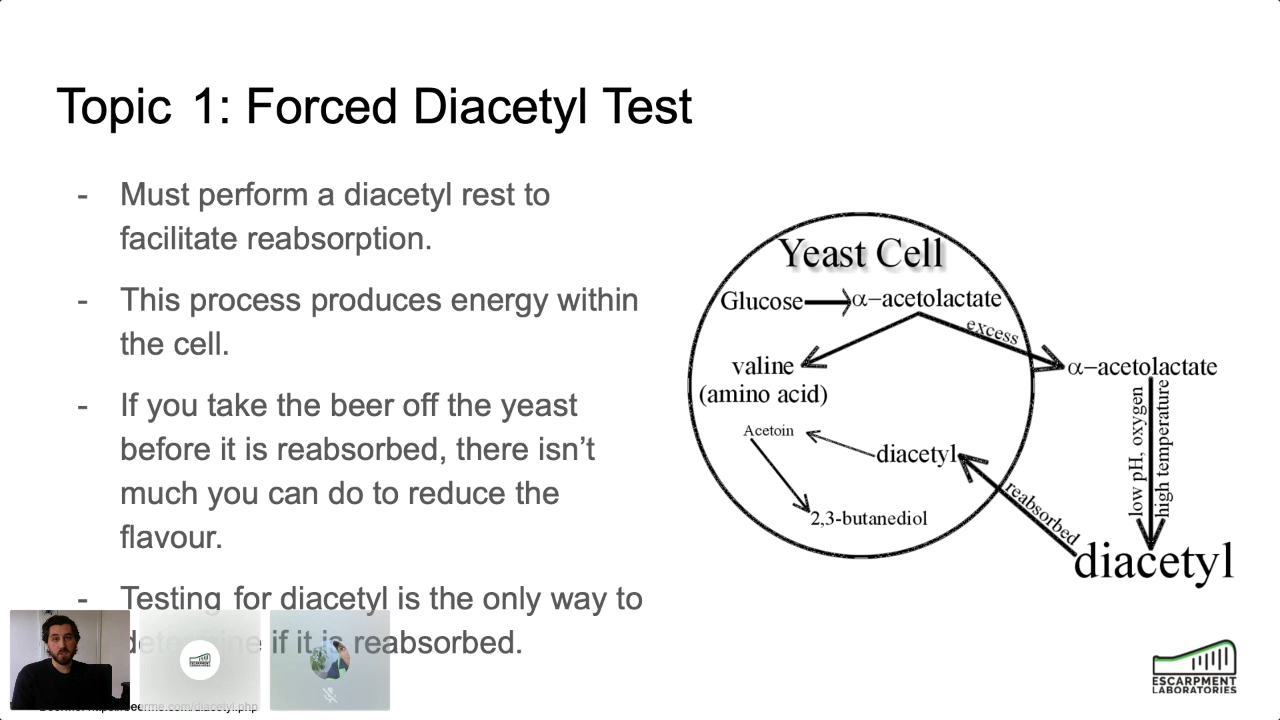 Topic 1: Forced Diacetyl Test
- Must perform a diacetyl rest to
facilitate reabsorption.
- This process produces energy within
the cell.
- If you take the beer off the yeast
before it is reabsorbed, there isn't
much you can do to reduce the
flavour.
- Testing for diacetyl is the only way to
determine if it is reabsorbed.
Yeast Cell
Glucose
α–acetolactate
excess
valine
(amino acid)
α–acetolactate
Acetoin
diacetyl
2,3-butanediol
reabsorbed
low pH, oxygen
high temperature
diacetyl
ESCARPMENT
LABORATORIES